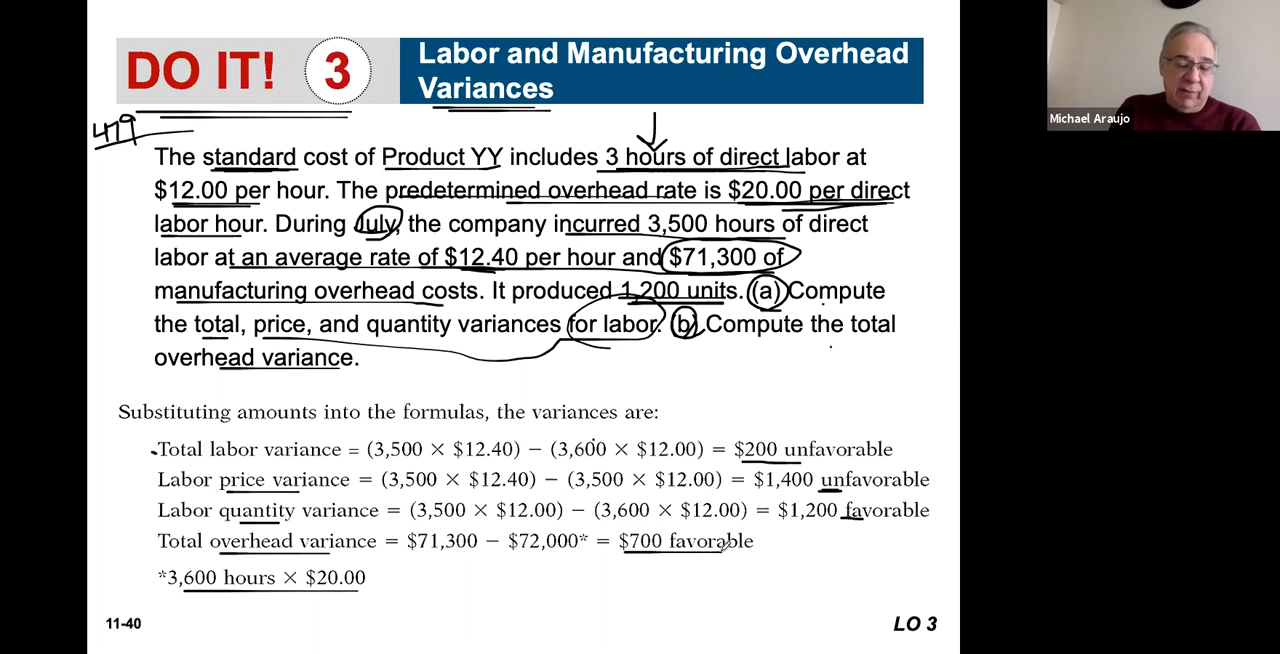 DO IT! 3
Labor and Manufacturing Overhead
Variances
Michael Araujo
479
The standard cost of Product YY includes 3 hours of direct labor at
$12.00 per hour. The predetermined overhead rate is $20.00 per direct
labor hour. During July, the company incurred 3,500 hours of direct
labor at an average rate of $12.40 per hour and $71,300 of
manufacturing overhead costs. It produced 1,200 units. (a) Compute
the total, price, and quantity variances for labor. (b) Compute the total
overhead variance.
Substituting amounts into the formulas, the variances are:
Total labor variance = (3,500 × $12.40) − (3,600 × $12.00) = $200 unfavorable
Labor price variance = (3,500 × $12.40) − (3,500 × $12.00) = $1,400 unfavorable
Labor quantity variance = (3,500 × $12.00) − (3,600 × $12.00) = $1,200 favorable
Total overhead variance = $71,300 − $72,000* = $700 favorable
*3,600 hours × $20.00
11-40
LO 3